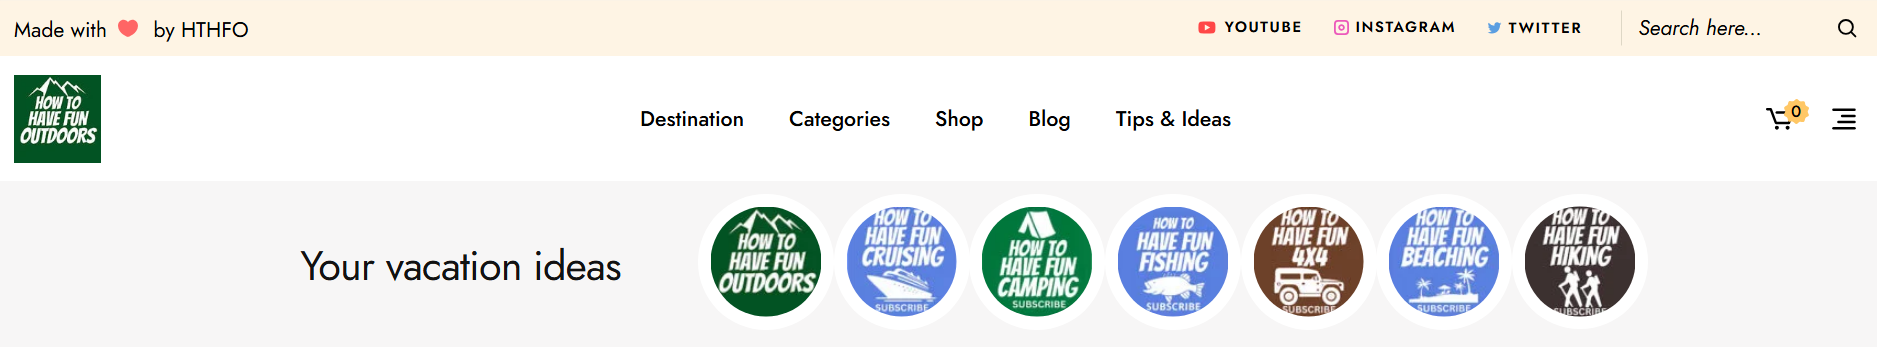 Made with by HTHFO
YOUTUBE
INSTAGRAM
TWITTER
Search here...
HOW TO
HAVE FUN
OUTDOORS
Destination
Categories
Shop
Blog
Tips & Ideas
0
Your vacation ideas
HOW TO
HAVE FUN
OUTDOORS
HOW TO
HAVE FUN
CRUISING
SUBSCRIBE
HOW TO
HAVE FUN
CAMPING
SUBSCRIBE
HOW TO
HAVE FUN
FISHING
SUBSCRIBE
HOW TO
HAVE FUN
4X4
SUBSCRIBE
HOW TO
HAVE FUN
BEACHING
SUBSCRIBE
HOW TO
HAVE FUN
HIKING
SUBSCRIBE